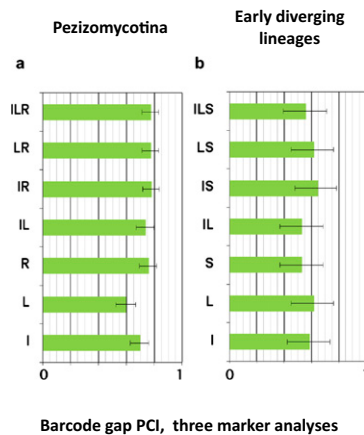 Pezizomycotina
Early diverging
lineages
a
b
ILR
LR
IR
IL
R
L
I
0
1
ILS
LS
IS
IL
S
L
I
0
1
Barcode gap PCI, three marker analyses